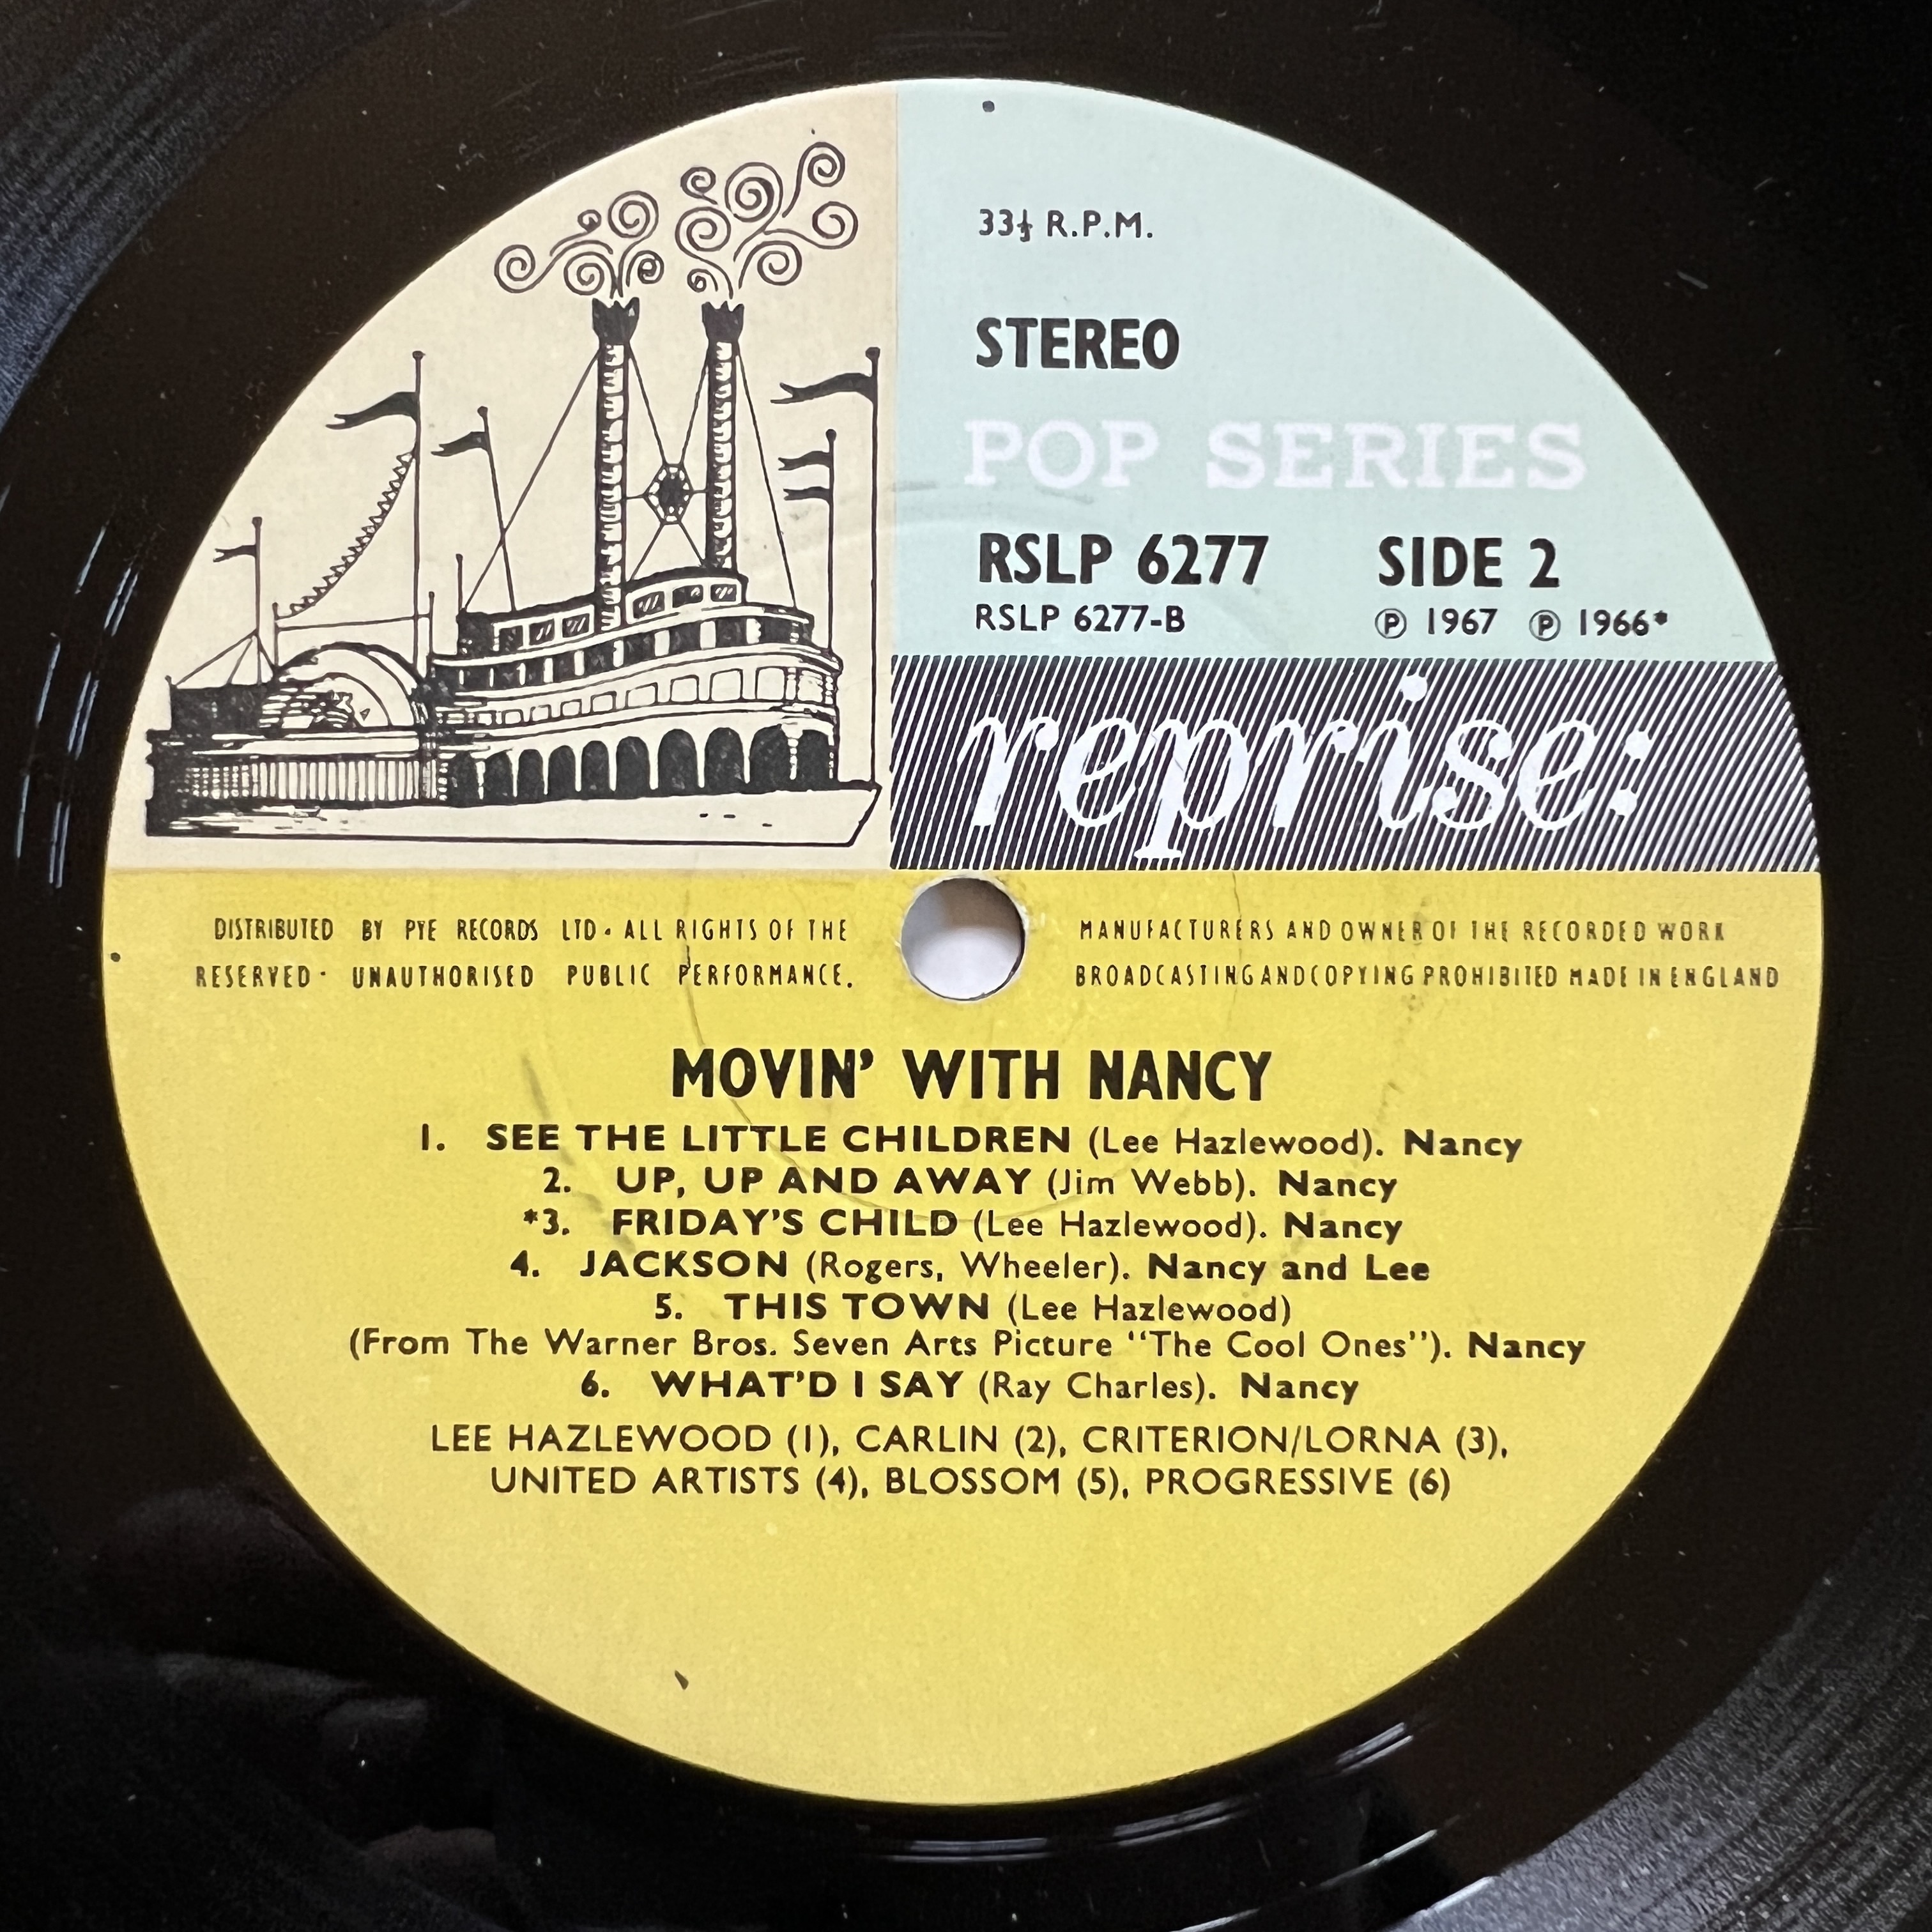 33⅓ R.P.M.
STEREO
POP SERIES
RSLP 6277 SIDE 2
RSLP 6277-B ℗ 1967 ℗ 1966*
reprise:
DISTRIBUTED BY PYE RECORDS LTD · ALL RIGHTS OF THE MANUFACTURERS AND OWNER OF THE RECORDED WORK
RESERVED · UNAUTHORISED PUBLIC PERFORMANCE. BROADCASTING AND COPYING PROHIBITED MADE IN ENGLAND
MOVIN' WITH NANCY
1. SEE THE LITTLE CHILDREN (Lee Hazlewood). Nancy
2. UP, UP AND AWAY (Jim Webb). Nancy
*3. FRIDAY'S CHILD (Lee Hazlewood). Nancy
4. JACKSON (Rogers, Wheeler). Nancy and Lee
5. THIS TOWN (Lee Hazlewood)
(From The Warner Bros. Seven Arts Picture "The Cool Ones"). Nancy
6. WHAT'D I SAY (Ray Charles). Nancy
LEE HAZLEWOOD (1), CARLIN (2), CRITERION/LORNA (3),
UNITED ARTISTS (4), BLOSSOM (5), PROGRESSIVE (6)